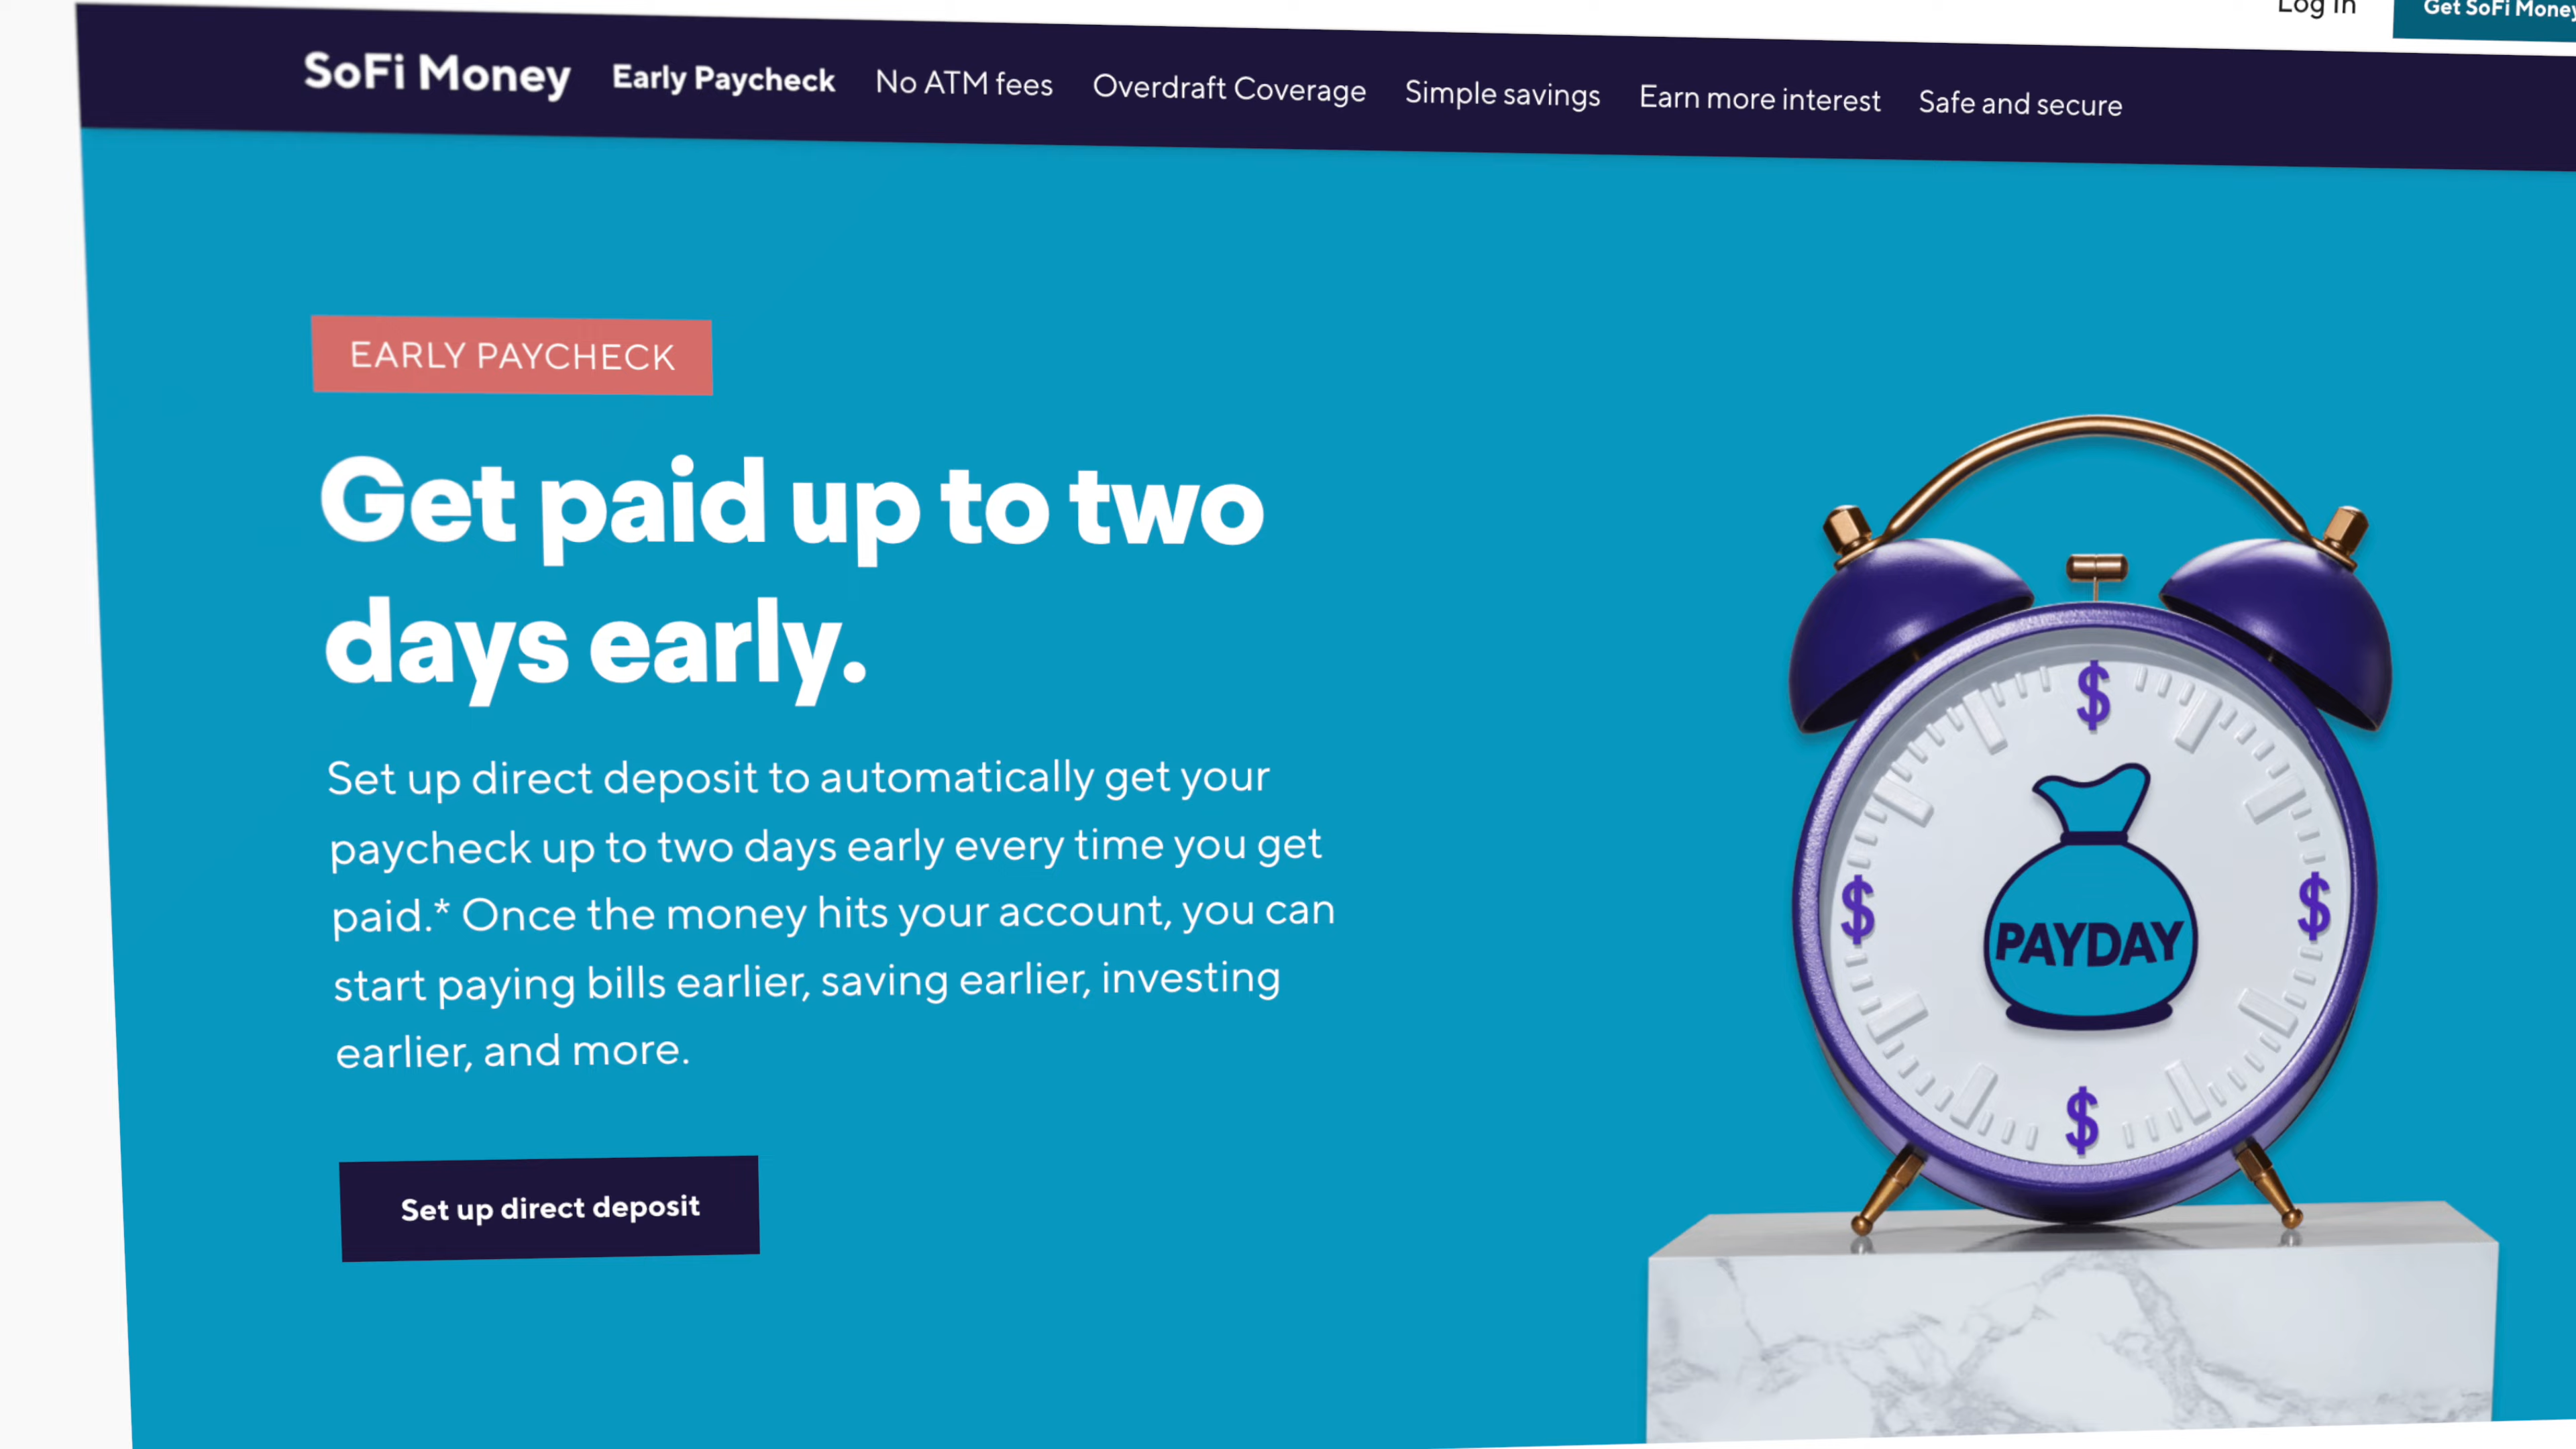 Log in
Get SoFi Money
SoFi Money Early Paycheck No ATM fees Overdraft Coverage Simple savings Earn more interest Safe and secure
EARLY PAYCHECK
Get paid up to two
days early.
Set up direct deposit to automatically get your
paycheck up to two days early every time you get
paid.* Once the money hits your account, you can
start paying bills earlier, saving earlier, investing
earlier, and more.
Set up direct deposit
$
$
$
PAYDAY
$